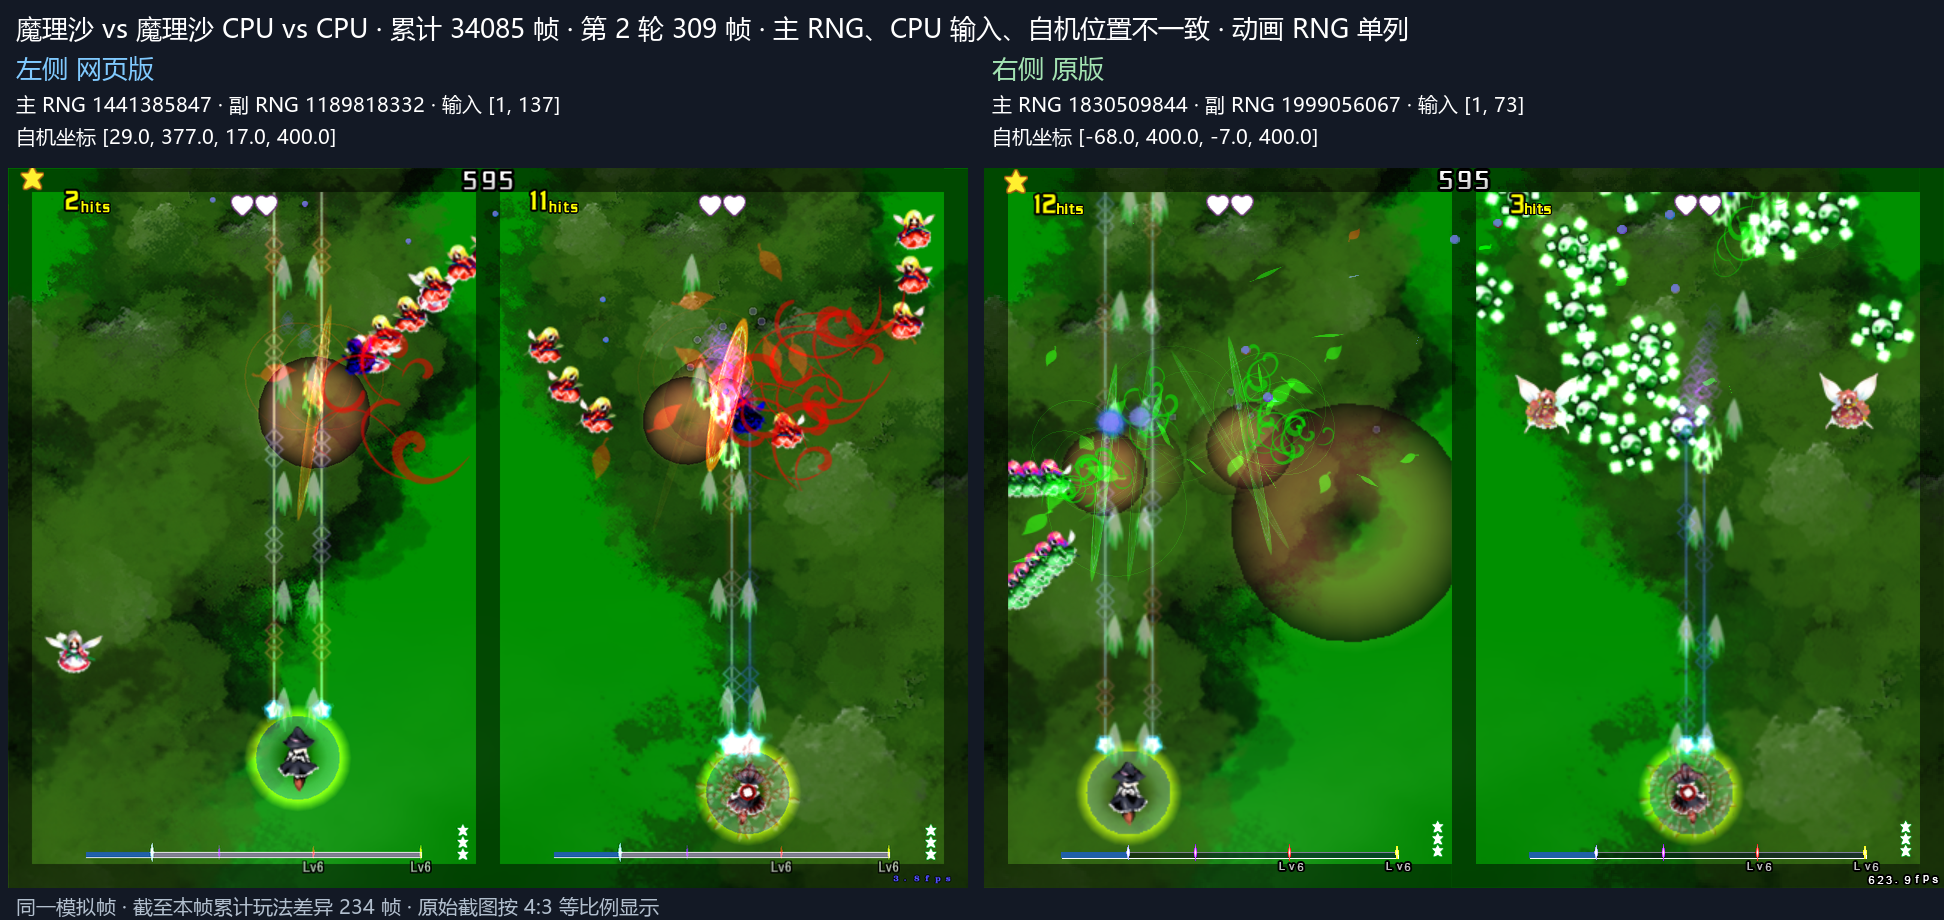 魔理沙 vs 魔理沙 CPU vs CPU · 累计 34085 帧 · 第 2 轮 309 帧 · 主 RNG、CPU 输入、自机位置不一致 · 动画 RNG 单列
左侧 网页版
主 RNG 1441385847 · 副 RNG 1189818332 · 输入 [1, 137]
自机坐标 [29.0, 377.0, 17.0, 400.0]
右侧 原版
主 RNG 1830509844 · 副 RNG 1999056067 · 输入 [1, 73]
自机坐标 [-68.0, 400.0, -7.0, 400.0]
595
2hits
11hits
Lv6
Lv6
Lv6
Lv6
3.8fps
595
12hits
3hits
Lv6
Lv6
Lv6
Lv6
623.9fps
同一模拟帧 · 截至本帧累计玩法差异 234 帧 · 原始截图按 4:3 等比例显示